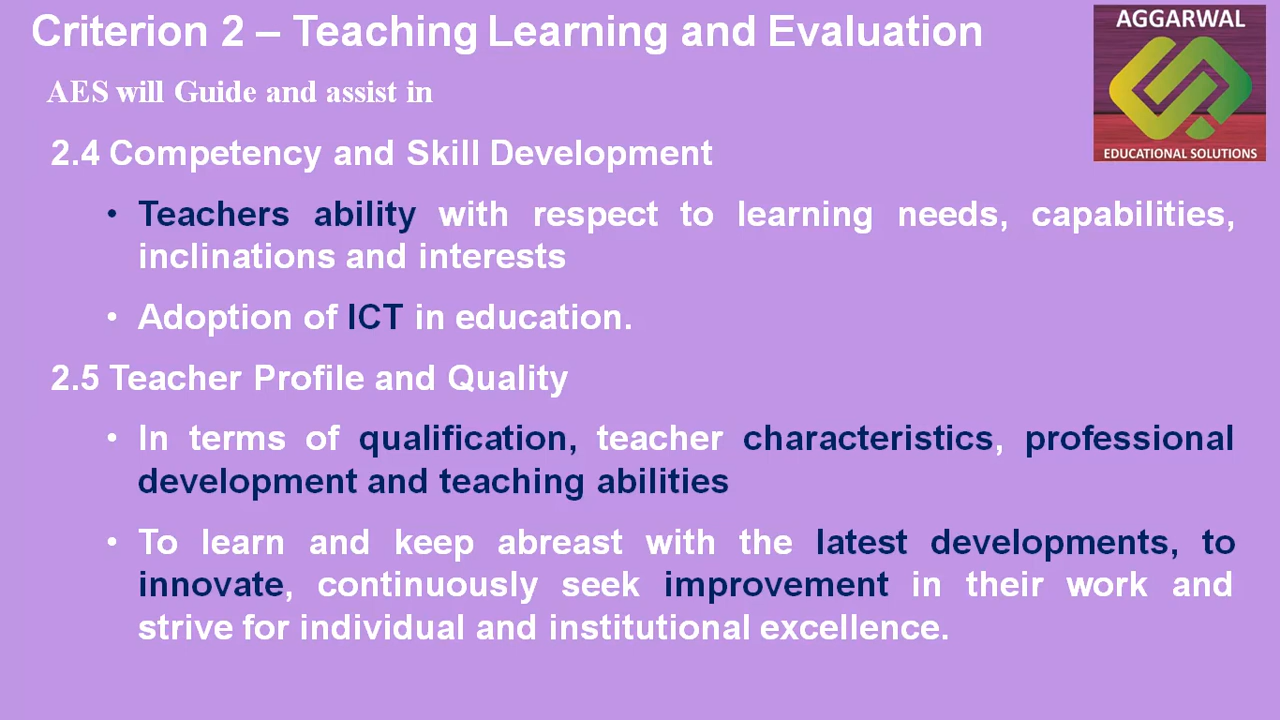 Criterion 2 – Teaching Learning and Evaluation
AGGARWAL
EDUCATIONAL SOLUTIONS
AES will Guide and assist in
2.4 Competency and Skill Development
• Teachers ability with respect to learning needs, capabilities,
inclinations and interests
• Adoption of ICT in education.
2.5 Teacher Profile and Quality
• In terms of qualification, teacher characteristics, professional
development and teaching abilities
• To learn and keep abreast with the latest developments, to
innovate, continuously seek improvement in their work and
strive for individual and institutional excellence.